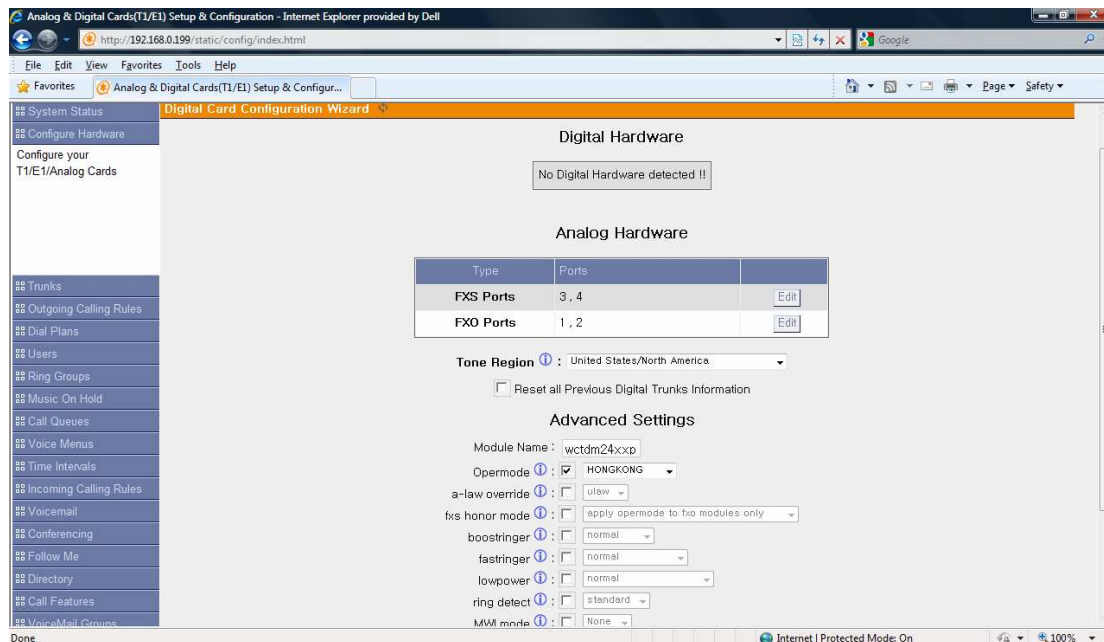 Analog & Digital Cards(T1/E1) Setup & Configuration - Internet Explorer provided by Dell
http://192.168.0.199/static/config/index.html
Google
File Edit View Favorites Tools Help
Favorites
Analog & Digital Cards(T1/E1) Setup & Configur...
Page Safety
System Status
Digital Card Configuration Wizard
Configure Hardware
Configure your
T1/E1/Analog Cards
Trunks
Outgoing Calling Rules
Dial Plans
Users
Ring Groups
Music On Hold
Call Queues
Voice Menus
Time Intervals
Incoming Calling Rules
Voicemail
Conferencing
Follow Me
Directory
Call Features
VoiceMail Groups
Digital Hardware
No Digital Hardware detected !!
Analog Hardware
Type Ports
FXS Ports 3 , 4 Edit
FXO Ports 1 , 2 Edit
Tone Region : United States/North America
Reset all Previous Digital Trunks Information
Advanced Settings
Module Name : wctdm24xxp
Opermode : HONGKONG
a-law override : ulaw
fxs honor mode : apply opermode to fxo modules only
boostringer : normal
fastringer : normal
lowpower : normal
ring detect : standard
MWI mode : None
Done
Internet | Protected Mode: On
100%